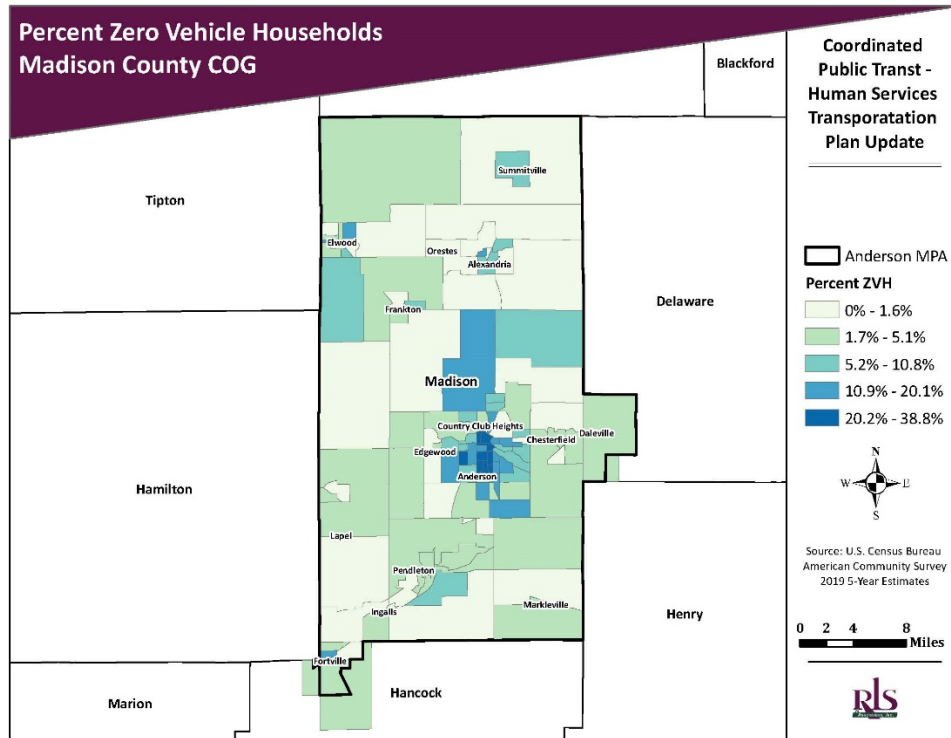 Percent Zero Vehicle Households
Madison County COG
Coordinated
Public Transt -
Human Services
Transporatation
Plan Update
Blackford
Tipton
Summitville
Elwood
Orestes
Alexandria
Delaware
Frankton
Madison
Country Club Heights
Daleville
Chesterfield
Edgewood
Anderson
Hamilton
Lapel
Pendleton
Ingalls
Markleville
Henry
Fortville
Hancock
Marion
Anderson MPA
Percent ZVH
0% - 1.6%
1.7% - 5.1%
5.2% - 10.8%
10.9% - 20.1%
20.2% - 38.8%
N
W E
S
Source: U.S. Census Bureau
American Community Survey
2019 5-Year Estimates
0 2 4 8
Miles
RLS